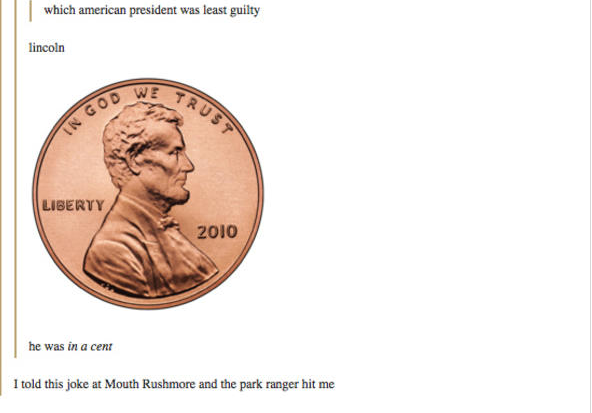 which american president was least guilty
lincoln
IN GOD WE TRUST
LIBERTY
2010
he was in a cent
I told this joke at Mouth Rushmore and the park ranger hit me